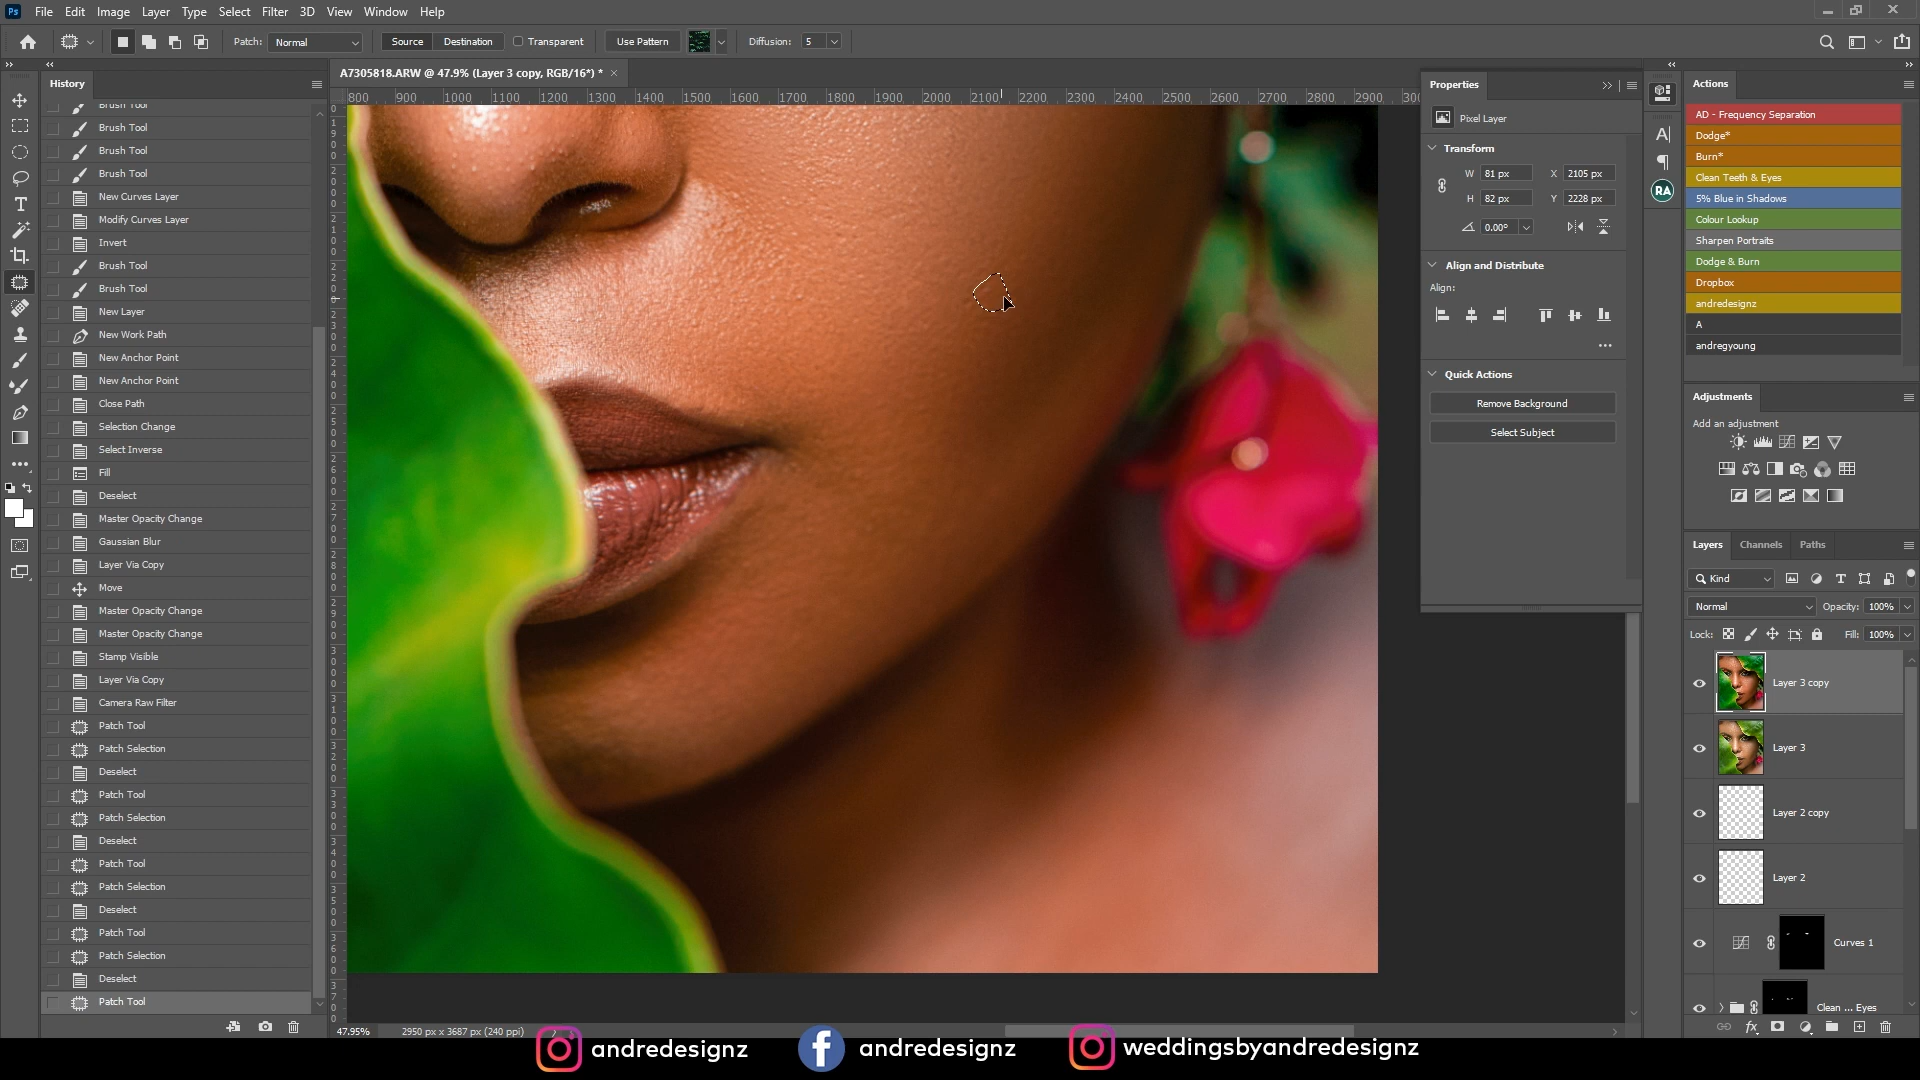 File Edit Image Layer Type Select Filter 3D View Window Help
Patch: Normal Source Destination Transparent Use Pattern Diffusion: 5
History
Brush Tool
Brush Tool
Brush Tool
Brush Tool
New Curves Layer
Modify Curves Layer
Invert
Brush Tool
Brush Tool
New Layer
New Work Path
New Anchor Point
New Anchor Point
Close Path
Selection Change
Select Inverse
Fill
Deselect
Master Opacity Change
Gaussian Blur
Layer Via Copy
Move
Master Opacity Change
Master Opacity Change
Stamp Visible
Layer Via Copy
Camera Raw Filter
Patch Tool
Patch Selection
Deselect
Patch Tool
Patch Selection
Deselect
Patch Tool
Patch Selection
Deselect
Patch Tool
Patch Selection
Deselect
Patch Tool
A7305818.ARW @ 47.9% (Layer 3 copy, RGB/16*) *
800 900 1000 1100 1200 1300 1400 1500 1600 1700 1800 1900 2000 2100 2200 2300 2400 2500 2600 2700 2800 2900
47.95% 2950 px x 3687 px (240 ppi)
Properties
Pixel Layer
Transform
W 81 px X 2105 px
H 82 px Y 2228 px
0.00°
Align and Distribute
Align:
Quick Actions
Remove Background
Select Subject
RA
Actions
AD - Frequency Separation
Dodge*
Burn*
Clean Teeth & Eyes
5% Blue in Shadows
Colour Lookup
Sharpen Portraits
Dodge & Burn
Dropbox
andredesignz
A
andregyoung
Adjustments
Add an adjustment
Layers Channels Paths
Kind
Normal Opacity: 100%
Lock: Fill: 100%
Layer 3 copy
Layer 3
Layer 2 copy
Layer 2
Curves 1
Clean ... Eyes
andredesignz andredesignz weddingsbyandredesignz